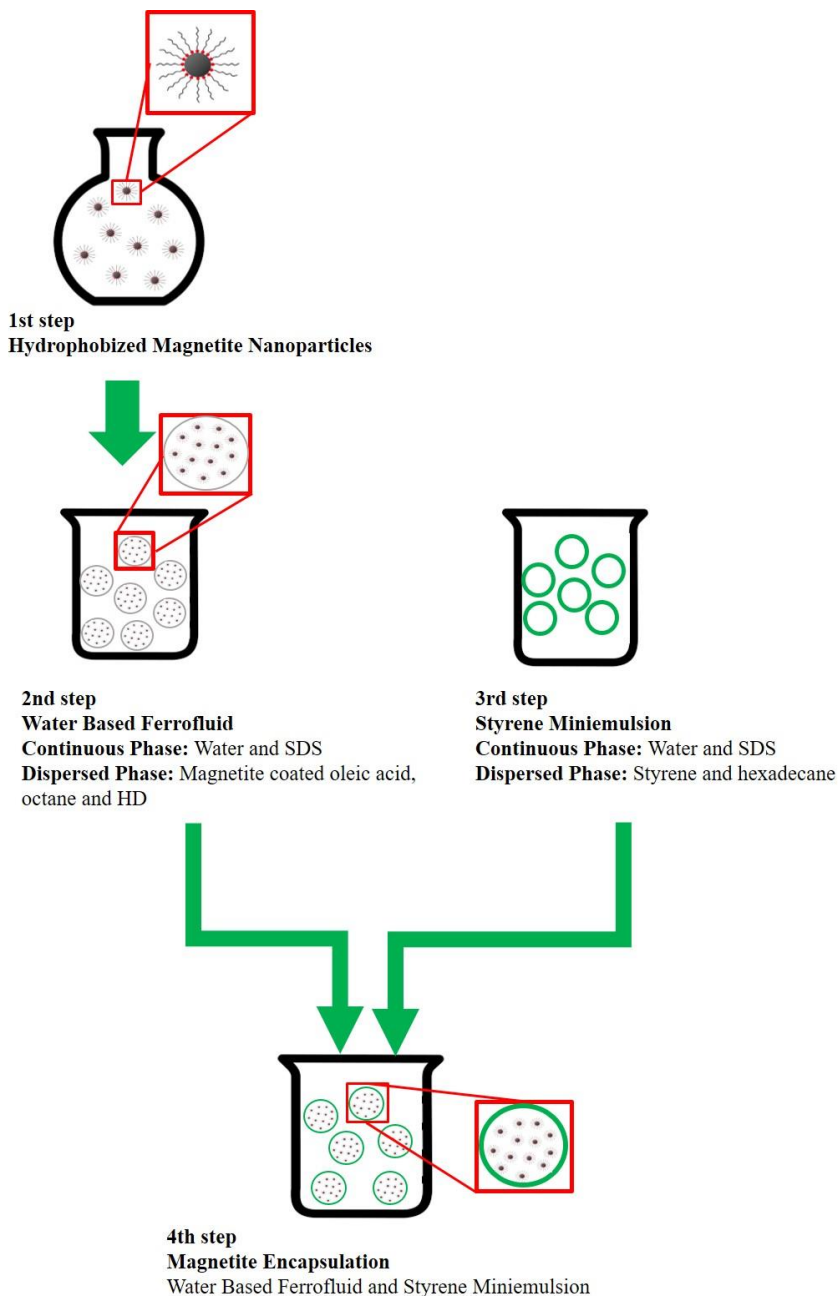 1st step
Hydrophobized Magnetite Nanoparticles
2nd step
Water Based Ferrofluid
Continuous Phase: Water and SDS
Dispersed Phase: Magnetite coated oleic acid,
octane and HD
3rd step
Styrene Miniemulsion
Continuous Phase: Water and SDS
Dispersed Phase: Styrene and hexadecane
4th step
Magnetite Encapsulation
Water Based Ferrofluid and Styrene Miniemulsion